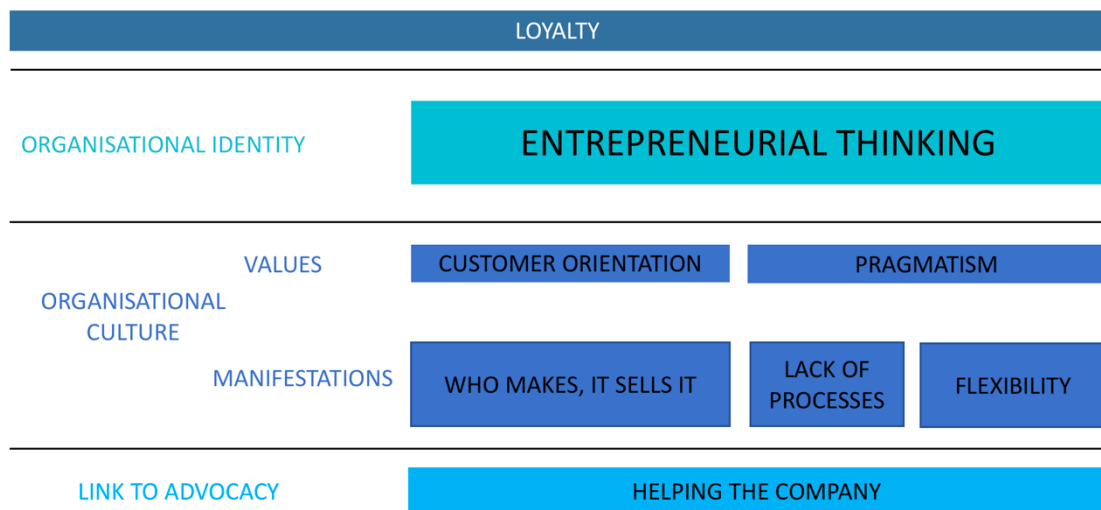 LOYALTY
ORGANISATIONAL IDENTITY
ENTREPRENEURIAL THINKING
VALUES
CUSTOMER ORIENTATION
PRAGMATISM
ORGANISATIONAL
CULTURE
MANIFESTATIONS
WHO MAKES, IT SELLS IT
LACK OF
PROCESSES
FLEXIBILITY
LINK TO ADVOCACY
HELPING THE COMPANY